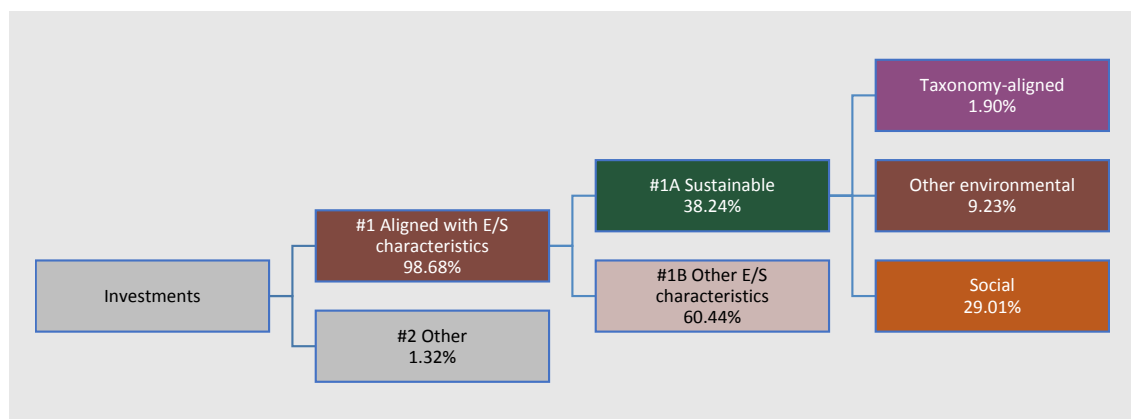 Investments
#1 Aligned with E/S
characteristics
98.68%
#2 Other
1.32%
#1A Sustainable
38.24%
#1B Other E/S
characteristics
60.44%
Taxonomy-aligned
1.90%
Other environmental
9.23%
Social
29.01%